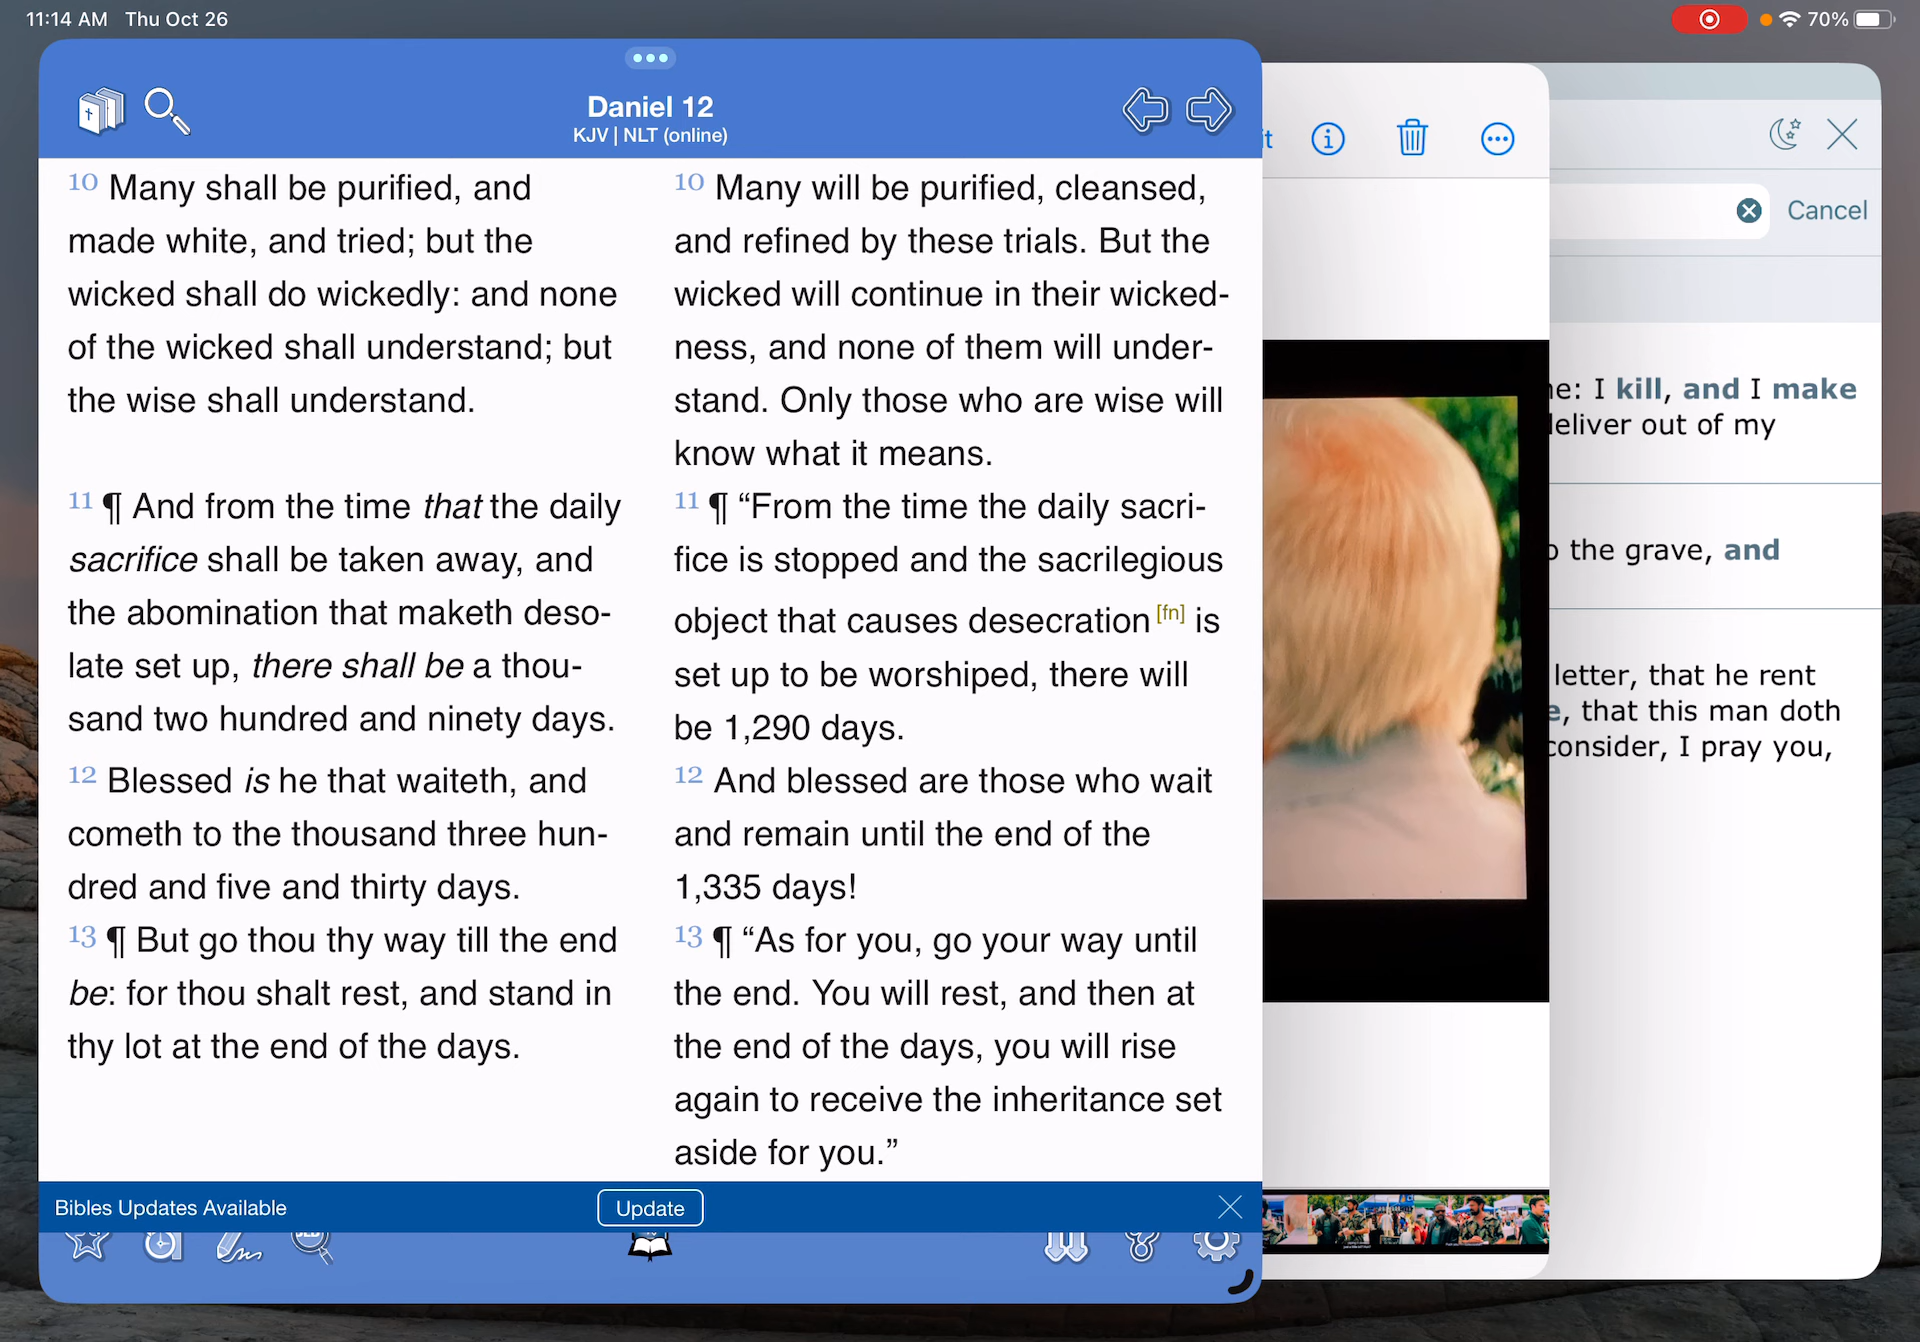 11:14 AM Thu Oct 26
70%
Daniel 12
KJV | NLT (online)
10 Many shall be purified, and
made white, and tried; but the
wicked shall do wickedly: and none
of the wicked shall understand; but
the wise shall understand.
11 ¶ And from the time that the daily
sacrifice shall be taken away, and
the abomination that maketh deso-
late set up, there shall be a thou-
sand two hundred and ninety days.
12 Blessed is he that waiteth, and
cometh to the thousand three hun-
dred and five and thirty days.
13 ¶ But go thou thy way till the end
be: for thou shalt rest, and stand in
thy lot at the end of the days.
10 Many will be purified, cleansed,
and refined by these trials. But the
wicked will continue in their wicked-
ness, and none of them will under-
stand. Only those who are wise will
know what it means.
11 ¶ “From the time the daily sacri-
fice is stopped and the sacrilegious
object that causes desecration [fn] is
set up to be worshiped, there will
be 1,290 days.
12 And blessed are those who wait
and remain until the end of the
1,335 days!
13 ¶ “As for you, go your way until
the end. You will rest, and then at
the end of the days, you will rise
again to receive the inheritance set
aside for you.”
Bibles Updates Available
Update
Cancel
: I kill, and I make
deliver out of my
the grave, and
letter, that he rent
, that this man doth
consider, I pray you,